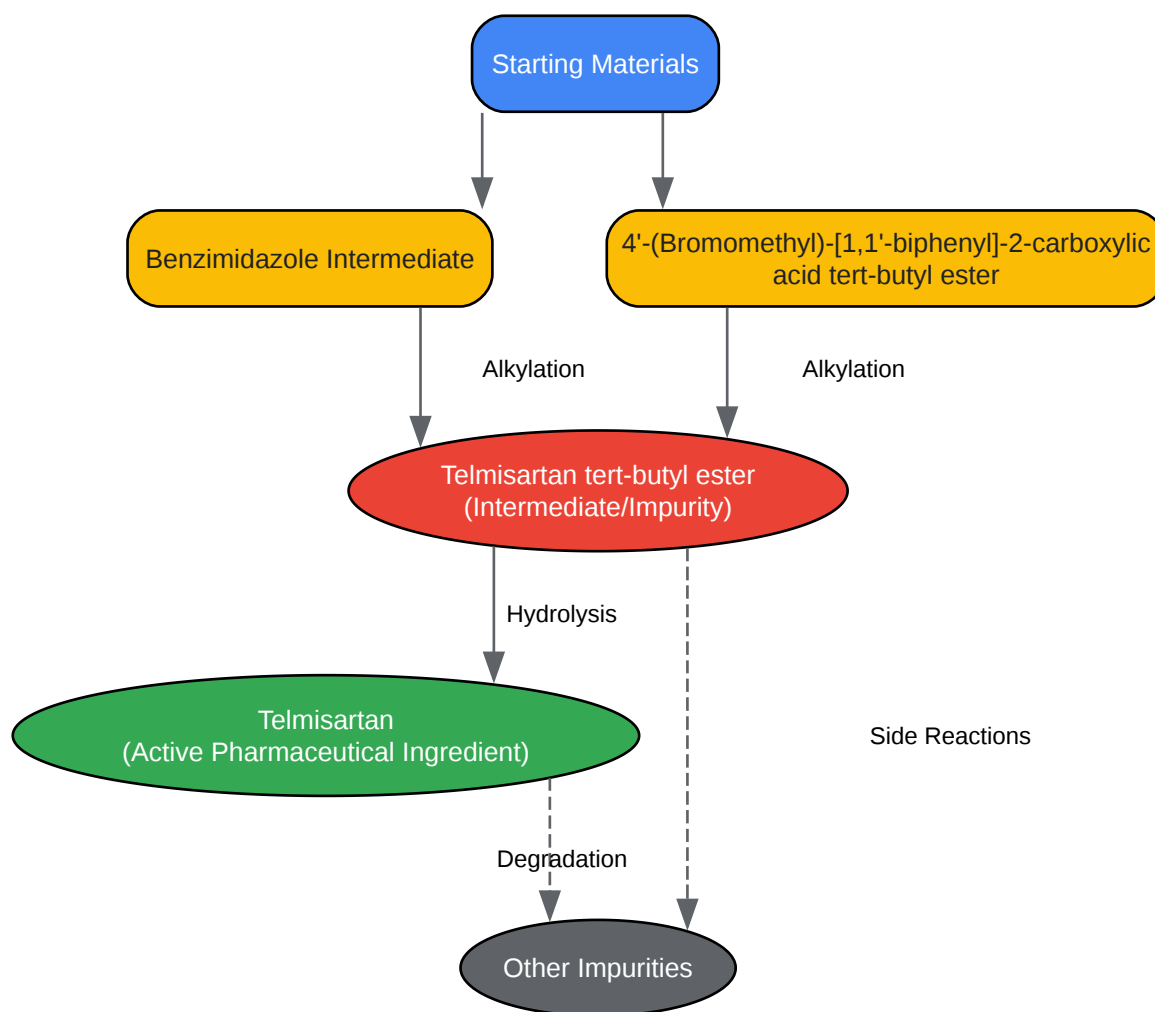 Starting Materials
Benzimidazole Intermediate
4'-(Bromomethyl)-[1,1'-biphenyl]-2-carboxylic
acid tert-butyl ester
Alkylation
Alkylation
Telmisartan tert-butyl ester
(Intermediate/Impurity)
Hydrolysis
Telmisartan
(Active Pharmaceutical Ingredient)
Side Reactions
Degradation
Other Impurities